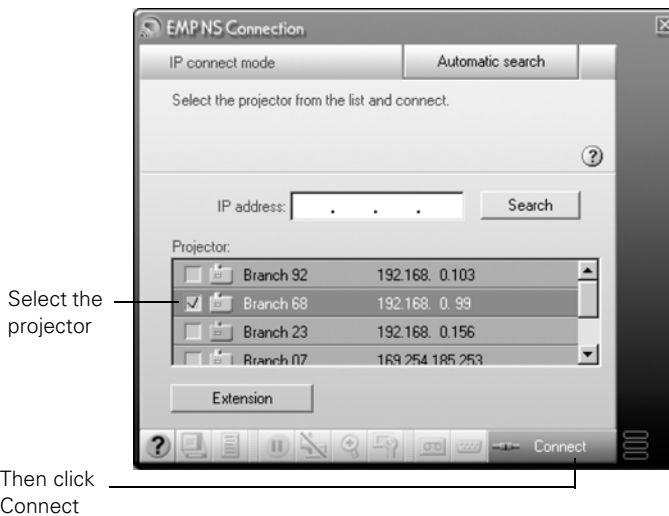 EMP NS Connection
IP connect mode
Automatic search
Select the projector from the list and connect.
?
IP address: . . .
Search
Projector:
Branch 92 192.168. 0.103
Select the
projector
Branch 68 192.168. 0. 99
Branch 23 192.168. 0.156
Branch 07 169.254.185.253
Extension
? Connect
Then click
Connect